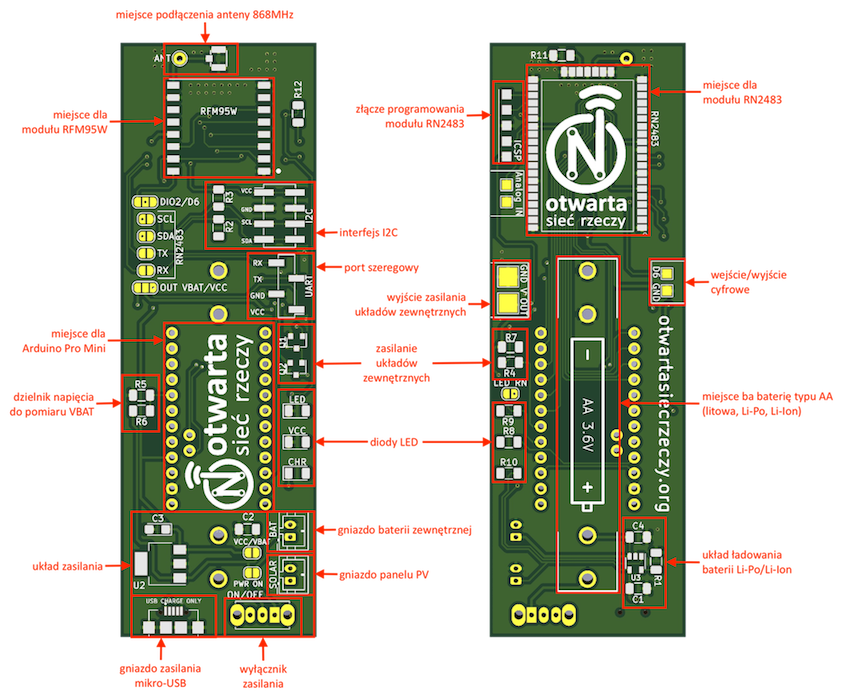 miejsce podłączenia anteny 868MHz
ANT
RFM95W
R12
miejsce dla
modułu RFM95W
R3
R2
VCC
GND
SCL
SDA
I2C
interfejs I2C
DIO2/D6
SCL
SDA
TX
RX
RN2483
OUT VBAT/VCC
RX
TX
GND
VCC
UART
port szeregowy
miejsce dla
Arduino Pro Mini
otwarta
sieć rzeczy
Q1
Q2
zasilanie
układów
zewnętrznych
dzielnik napięcia
do pomiaru VBAT
R5
R6
LED
VCC
CHR
diody LED
C3
C2
VCC/VBAT
BAT
gniazdo baterii zewnętrznej
układ zasilania
U2
PWR ON
ON/OFF
SOLAR
gniazdo panelu PV
USB CHARGE ONLY
gniazdo zasilania
mikro-USB
wyłącznik
zasilania
R11
złącze programowania
modułu RN2483
ICSP
miejsce dla
modułu RN2483
RN2483
otwarta
sieć rzeczy
Analog IN
GND V_OUT
wyjście zasilania
układów zewnętrznych
D6 GND
wejście/wyjście
cyfrowe
R7
R4
LED RN
R9
R8
R10
AA 3.6V
miejsce ba baterię typu AA
(litowa, Li-Po, Li-Ion)
otwartasiecrzeczy.org
C4
U3
R1
C1
układ ładowania
baterii Li-Po/Li-Ion